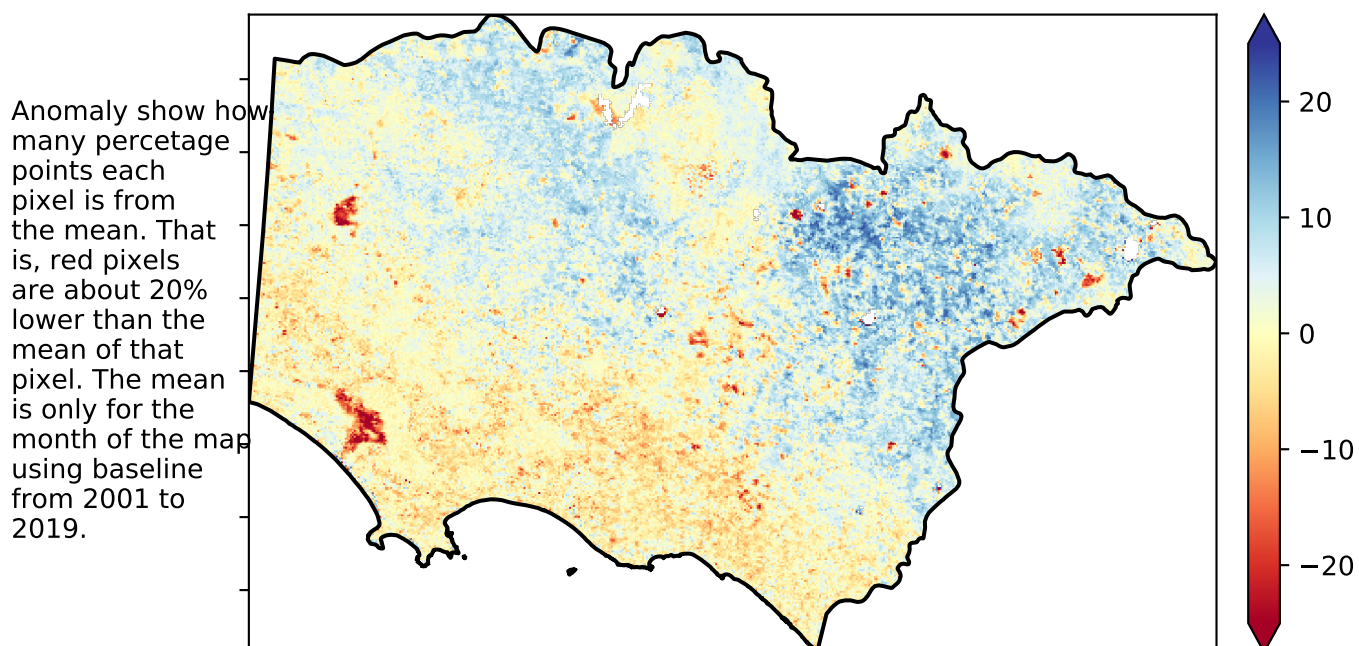 Anomaly show how
many percetage
points each
pixel is from
the mean. That
is, red pixels
are about 20%
lower than the
mean of that
pixel. The mean
is only for the
month of the map
using baseline
from 2001 to
2019.
20
10
0
−10
−20